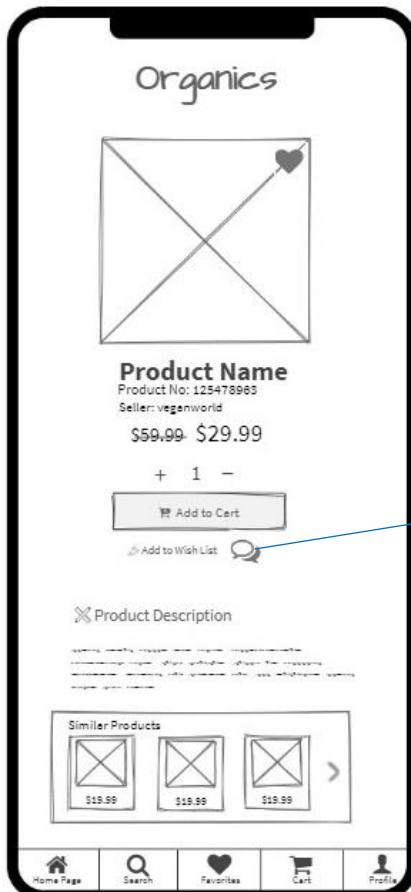 Organics
Product Name
Product No: 125478963
Seller: veganworld
$59.99 $29.99
+ 1 −
Add to Cart
Add to Wish List
Product Description
Similar Products
$19.99 $19.99 $19.99
Home Page Search Favorites Cart Profile